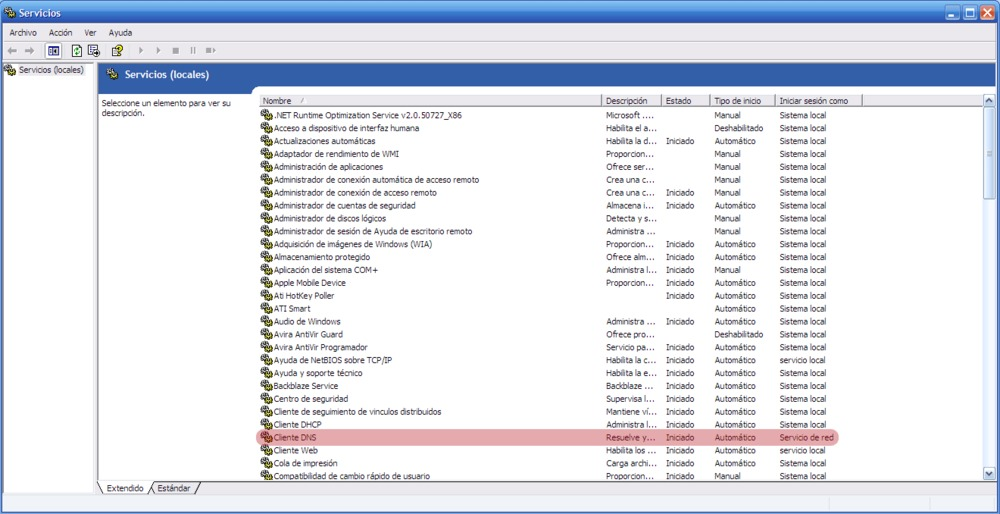 Servicios
Archivo Acción Ver Ayuda
Servicios (locales)
Servicios (locales)
Seleccione un elemento para ver su
descripción.
Nombre Descripción Estado Tipo de inicio Iniciar sesión como
.NET Runtime Optimization Service v2.0.50727_X86 Microsoft .... Manual Sistema local
Acceso a dispositivo de interfaz humana Habilita el a... Deshabilitado Sistema local
Actualizaciones automáticas Habilita la d... Iniciado Automático Sistema local
Adaptador de rendimiento de WMI Proporcion... Manual Sistema local
Administración de aplicaciones Ofrece ser... Manual Sistema local
Administrador de conexión automática de acceso remoto Crea una c... Manual Sistema local
Administrador de conexión de acceso remoto Crea una c... Iniciado Manual Sistema local
Administrador de cuentas de seguridad Almacena i... Iniciado Automático Sistema local
Administrador de discos lógicos Detecta y s... Manual Sistema local
Administrador de sesión de Ayuda de escritorio remoto Administra ... Manual Sistema local
Adquisición de imágenes de Windows (WIA) Proporcion... Iniciado Automático Sistema local
Almacenamiento protegido Ofrece alm... Iniciado Automático Sistema local
Aplicación del sistema COM+ Administra l... Iniciado Manual Sistema local
Apple Mobile Device Proporcion... Iniciado Automático Sistema local
Ati HotKey Poller Iniciado Automático Sistema local
ATI Smart Automático Sistema local
Audio de Windows Administra ... Iniciado Automático Sistema local
Avira AntiVir Guard Ofrece pro... Deshabilitado Sistema local
Avira AntiVir Programador Servicio pa... Iniciado Automático Sistema local
Ayuda de NetBIOS sobre TCP/IP Habilita la c... Iniciado Automático servicio local
Ayuda y soporte técnico Habilita la e... Iniciado Automático Sistema local
Backblaze Service Backblaze ... Iniciado Automático Sistema local
Centro de seguridad Supervisa l... Iniciado Automático Sistema local
Cliente de seguimiento de vinculos distribuidos Mantiene ví... Iniciado Automático Sistema local
Cliente DHCP Administra l... Iniciado Automático Sistema local
Cliente DNS Resuelve y... Iniciado Automático Servicio de red
Cliente Web Habilita los ... Iniciado Automático servicio local
Cola de impresión Carga archi... Iniciado Automático Sistema local
Compatibilidad de cambio rápido de usuario Proporcion... Iniciado Manual Sistema local
Extendido Estándar